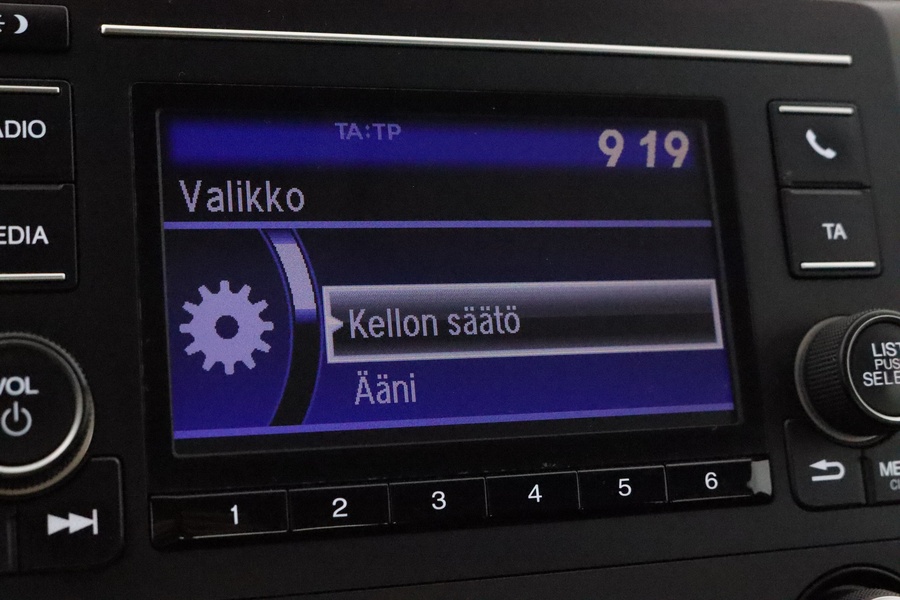 TA:TP
9 19
Valikko
Kellon säätö
Ääni
ADIO
EDIA
VOL
TA
LIST
PUS
SELE
ME
1 2 3 4 5 6